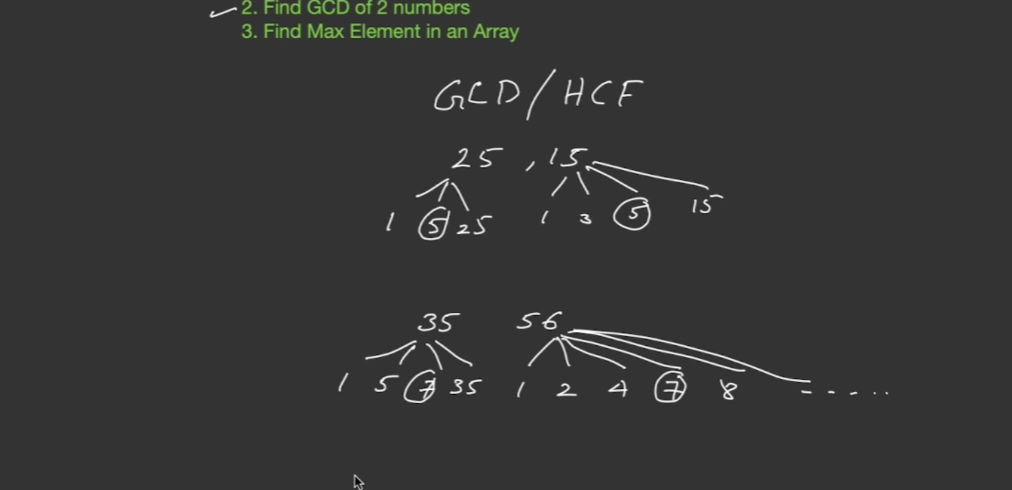 2. Find GCD of 2 numbers
3. Find Max Element in an Array
GCD/HCF
25 , 15
1 5 25 1 3 5 15
35 56
1 5 7 35 1 2 4 7 8 - - - - ..